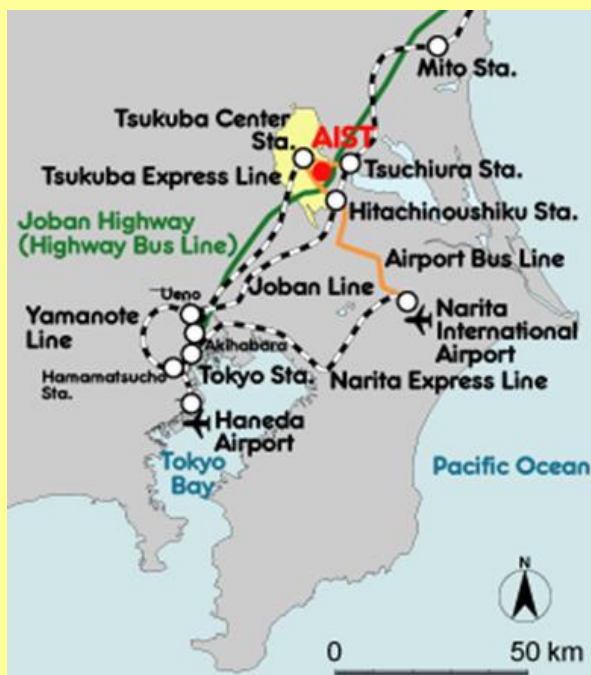 Mito Sta.
Tsukuba Center
Sta.
AIST
Tsukuba Express Line
Tsuchiura Sta.
Hitachinoushiku Sta.
Joban Highway
(Highway Bus Line)
Airport Bus Line
Ueno
Joban Line
Yamanote
Line
Akihabara
Narita
International
Airport
Hamamatsucho
Sta.
Tokyo Sta.
Narita Express Line
Haneda
Airport
Tokyo
Bay
Pacific Ocean
N
0 50 km